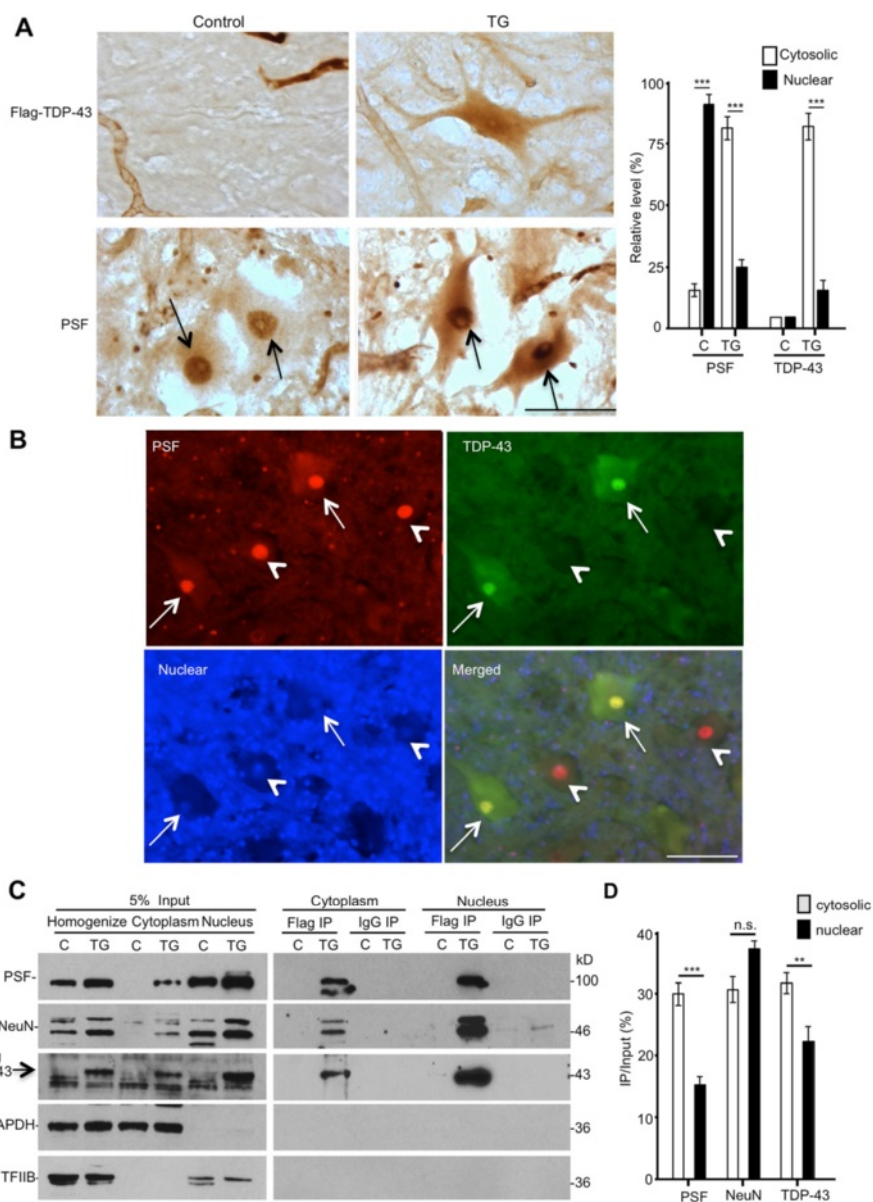 A
Control
TG
Flag-TDP-43
PSF
Cytosolic
Nuclear
***
***
***
100
75
50
25
0
Relative level (%)
C TG C TG
PSF TDP-43
B
PSF
TDP-43
Nuclear
Merged
C
5% Input
Homogenize Cytoplasm Nucleus
C TG C TG C TG
Cytoplasm Nucleus
Flag IP IgG IP Flag IP IgG IP
C TG C TG C TG C TG
kD
PSF-
-100
NeuN-
-46
43
-43
APDH-
-36
TFIIB-
-36
D
cytosolic
nuclear
n.s.
***
**
40
30
20
10
0
IP/Input (%)
PSF NeuN TDP-43